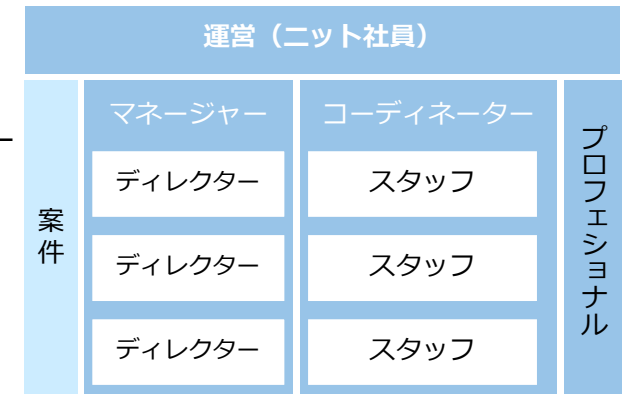 運営（ニット社員）
マネージャー
コーディネーター
案件
ディレクター
スタッフ
ディレクター
スタッフ
ディレクター
スタッフ
プロフェショナル